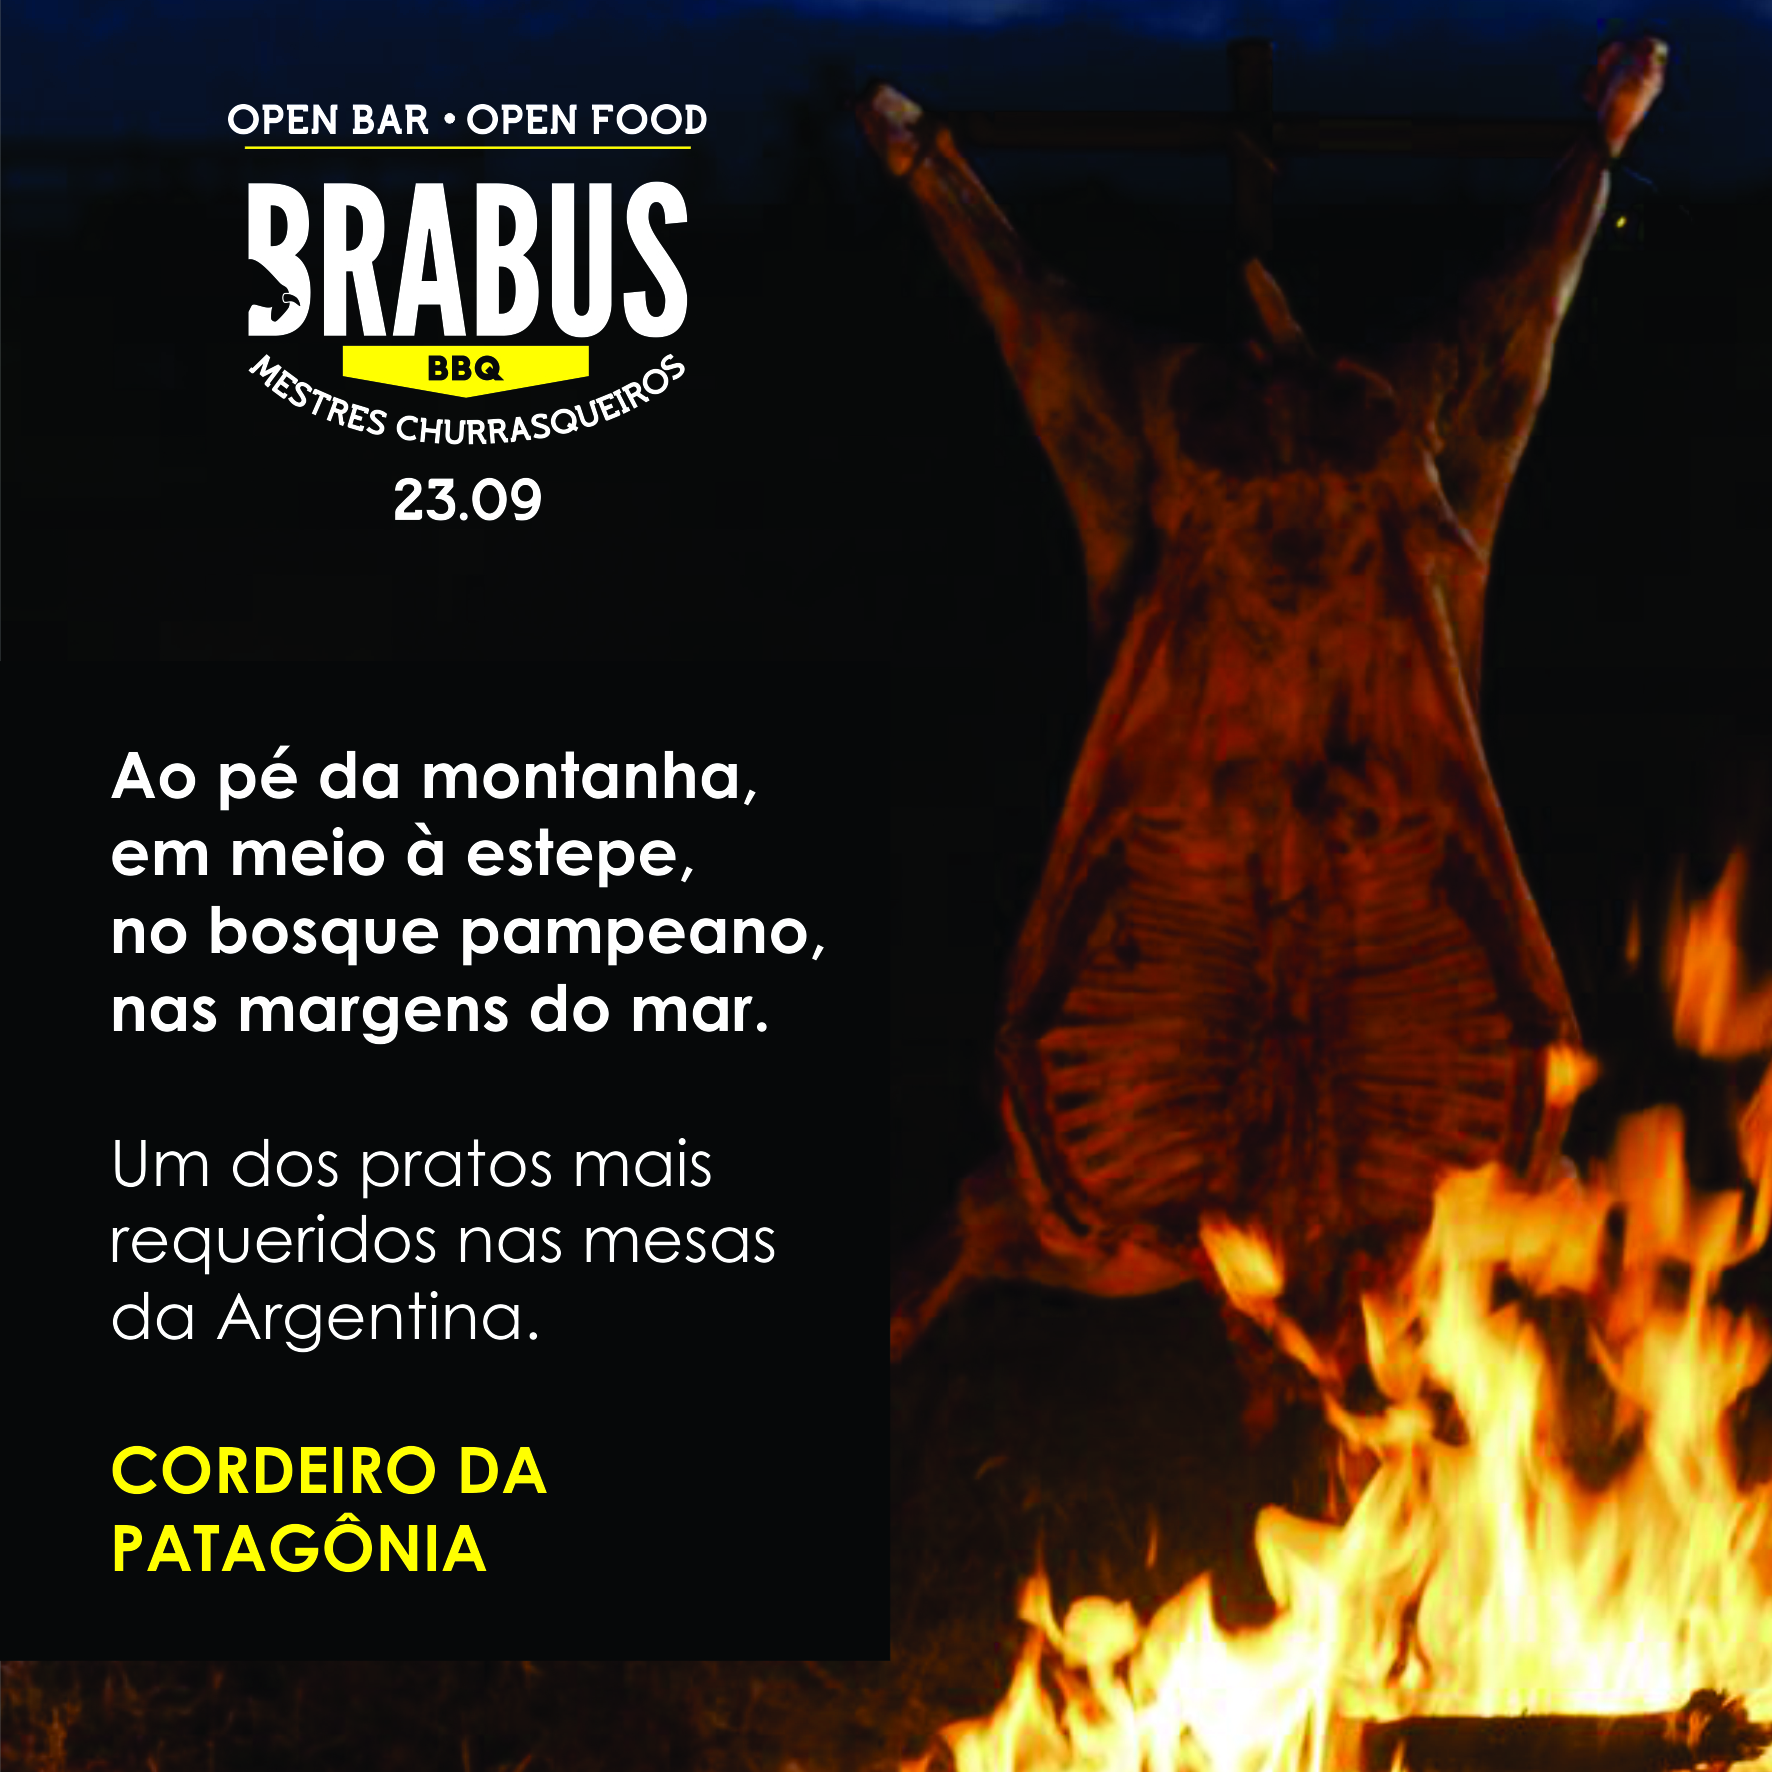 OPEN BAR • OPEN FOOD
BRABUS
BBQ
MESTRES CHURRASQUEIROS
23.09
Ao pé da montanha,
em meio à estepe,
no bosque pampeano,
nas margens do mar.
Um dos pratos mais
requeridos nas mesas
da Argentina.
CORDEIRO DA
PATAGÔNIA